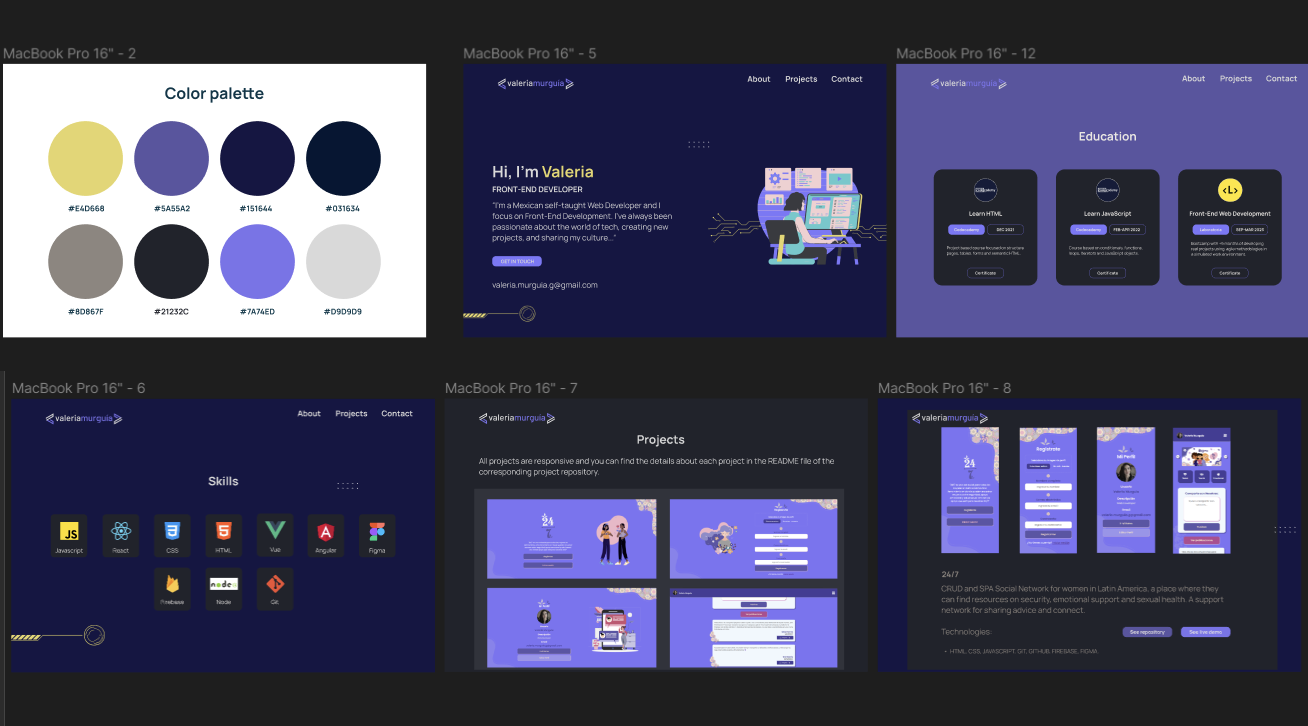 MacBook Pro 16" - 2
Color palette
#E4D668
#5A55A2
#151644
#031634
#8D867F
#21232C
#7A74ED
#D9D9D9
MacBook Pro 16" - 5
valeriamurguia
About Projects Contact
Hi, I'm Valeria
FRONT-END DEVELOPER
"I'm a Mexican self-taught Web Developer and I
focus on Front-End Development. I've always been
passionate about the world of tech, creating new
projects, and sharing my culture..."
GET IN TOUCH
valeria.murguia.g@gmail.com
MacBook Pro 16" - 12
valeriamurguia
About Projects Contact
Education
Learn HTML
Codecademy DEC 2021
Certificate
Learn JavaScript
Codecademy FEB-APR 2022
Certificate
<L>
Front-End Web Development
Laboratoria SEP-MAR 2023
Certificate
MacBook Pro 16" - 6
valeriamurguia
About Projects Contact
Skills
JS
Javascript
React
CSS
HTML
Vue
Angular
Figma
Firebase
Node
Git
MacBook Pro 16" - 7
valeriamurguia
Projects
All projects are responsive and you can find the details about each project in the README file of the
corresponding project repository.
MacBook Pro 16" - 8
valeriamurguia
24
Regístrate
Mi Perfil
24/7
CRUD and SPA Social Network for women in Latin America, a place where they
can find resources on security, emotional support and sexual health. A support
network for sharing advice and connect.
Technologies:
See repository
See live demo
• HTML, CSS, JAVASCRIPT, GIT, GITHUB, FIREBASE, FIGMA.